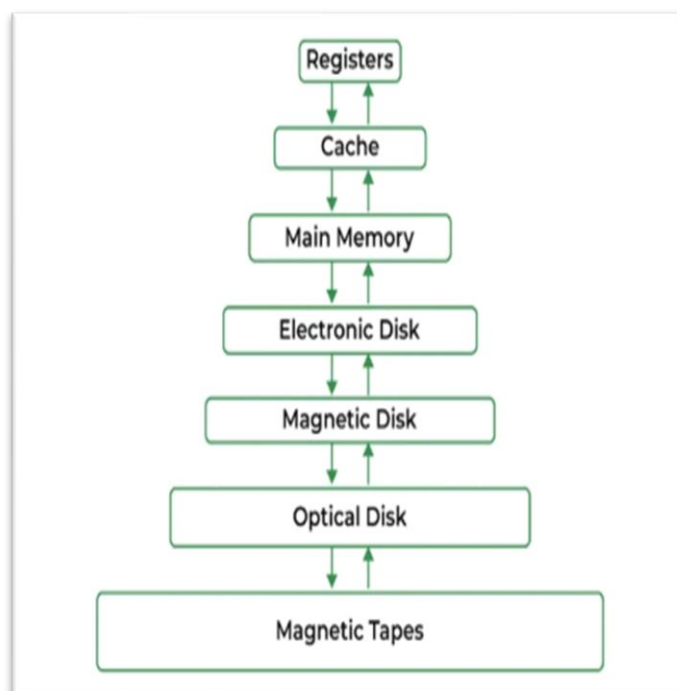 Registers
Cache
Main Memory
Electronic Disk
Magnetic Disk
Optical Disk
Magnetic Tapes